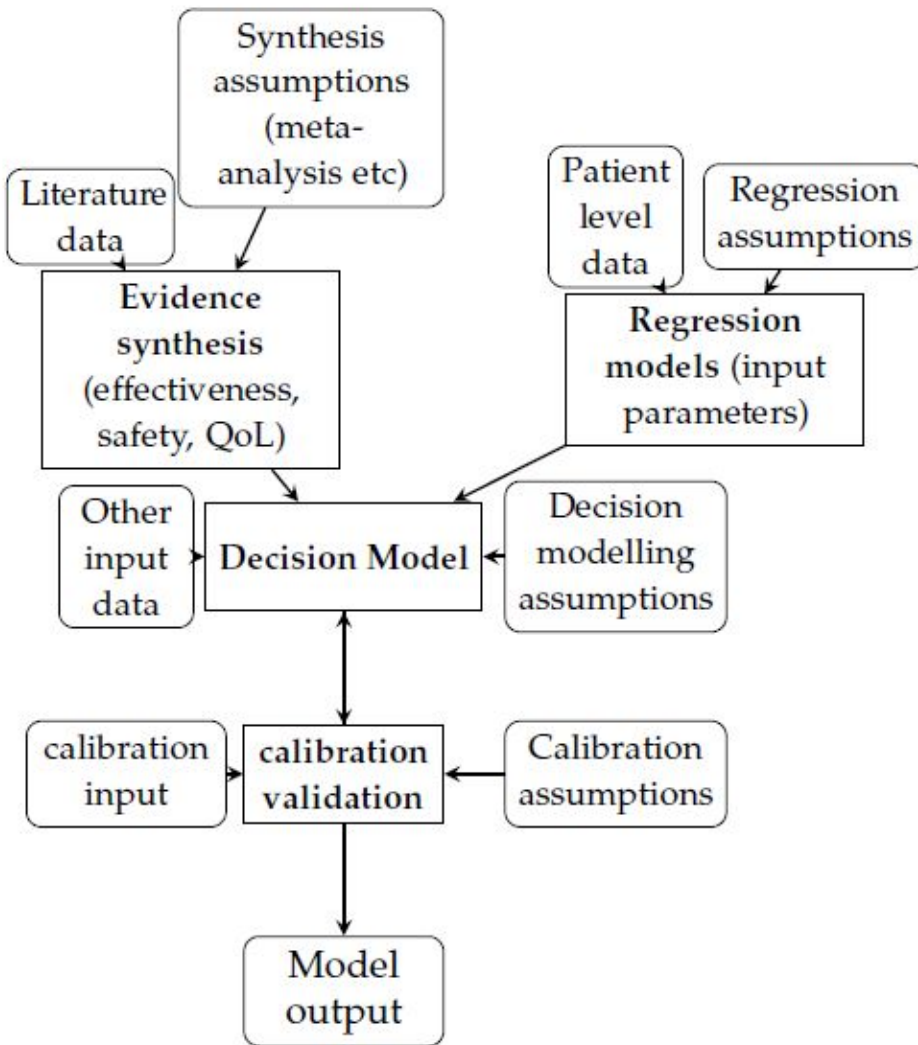 Synthesis
assumptions
(meta-
analysis etc)
Literature
data
Patient
level
data
Regression
assumptions
Evidence
synthesis
(effectiveness,
safety, QoL)
Regression
models (input
parameters)
Other
input
data
Decision Model
Decision
modelling
assumptions
calibration
input
calibration
validation
Calibration
assumptions
Model
output